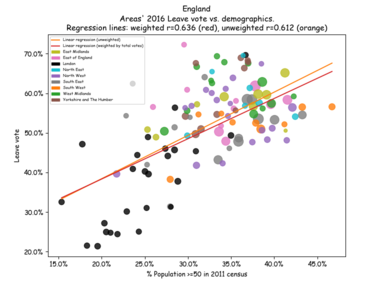 England
Areas' 2016 Leave vote vs. demographics.
Regression lines: weighted r=0.636 (red), unweighted r=0.612 (orange)
Linear regression (unweighted)
Linear regression (weighted by total votes)
East Midlands
East of England
London
North East
North West
South East
South West
West Midlands
Yorkshire and The Humber
70.0%
60.0%
50.0%
40.0%
30.0%
20.0%
Leave vote
15.0% 20.0% 25.0% 30.0% 35.0% 40.0% 45.0%
% Population >=50 in 2011 census